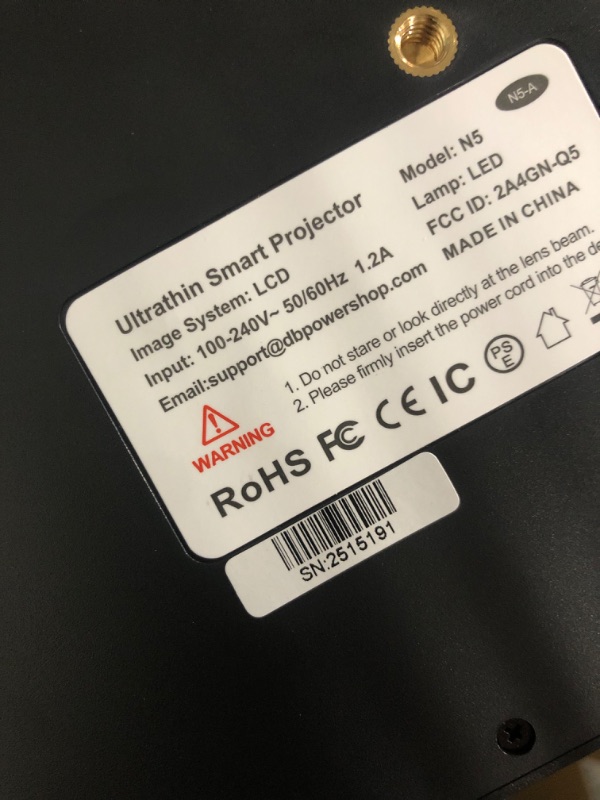 N5-A
Ultrathin Smart Projector
Model: N5
Image System: LCD
Lamp: LED
Input: 100-240V~ 50/60Hz 1.2A
FCC ID: 2A4GN-Q5
Email:support@dbpowershop.com
MADE IN CHINA
WARNING
1. Do not stare or look directly at the lens beam.
2. Please firmly insert the power cord into the
RoHS FC CE IC PSE
SN:2515191